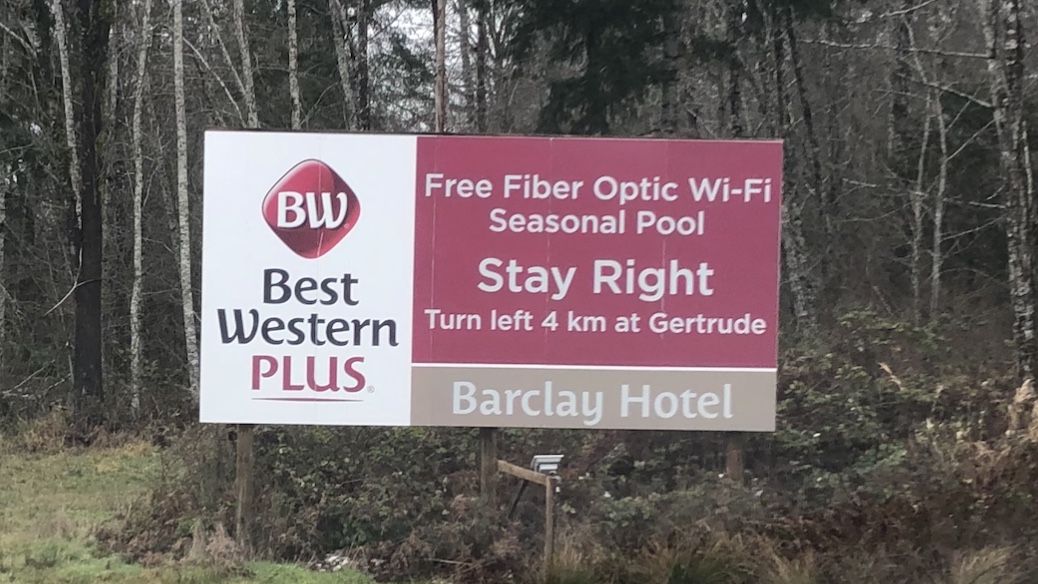 BW
Best
Western
PLUS®
Free Fiber Optic Wi-Fi
Seasonal Pool
Stay Right
Turn left 4 km at Gertrude
Barclay Hotel